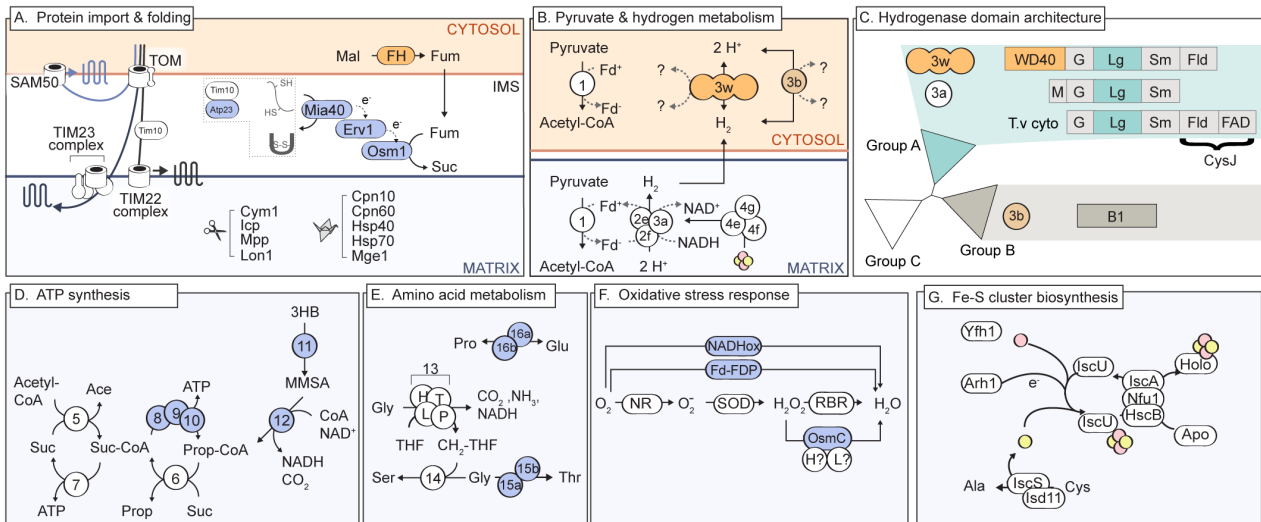 A. Protein import & folding
CYTOSOL
TOM
SAM50
IMS
Mal
FH
Fum
Tim10
Atp23
SH
HS
S-S
Mia40
e-
Erv1
e-
Osm1
Fum
Suc
TIM23
complex
Tim10
TIM22
complex
Cym1
Icp
Mpp
Lon1
Cpn10
Cpn60
Hsp40
Hsp70
Mge1
MATRIX
B. Pyruvate & hydrogen metabolism
Pyruvate
1
Fd+
Fd-
Acetyl-CoA
2 H+
?
?
3w
3b
?
?
H2
CYTOSOL
Pyruvate
1
Fd+
Fd-
Acetyl-CoA
H2
2e
3a
2f
2 H+
NAD+
NADH
4g
4e
4f
MATRIX
C. Hydrogenase domain architecture
3w
WD40 G Lg Sm Fld
3a
M G Lg Sm
T.v cyto
G Lg Sm Fld FAD
CysJ
Group A
3b
B1
Group B
Group C
D. ATP synthesis
3HB
11
MMSA
12
CoA
NAD+
NADH
CO2
Acetyl-
CoA
Ace
5
ATP
8
9
10
Suc
Suc-CoA
Prop-CoA
7
6
ATP
Prop
Suc
E. Amino acid metabolism
Pro
16a
16b
Glu
13
Gly
H
T
L
P
CO2 ,NH3,
NADH
THF
CH2-THF
Ser
14
Gly
15b
15a
Thr
F. Oxidative stress response
NADHox
Fd-FDP
O2
NR
O2-
SOD
H2O2
RBR
H2O
OsmC
H?
L?
G. Fe-S cluster biosynthesis
Yfh1
Arh1
e-
IscU
IscU
Holo
IscA
Nfu1
HscB
Apo
Ala
IscS
Isd11
Cys